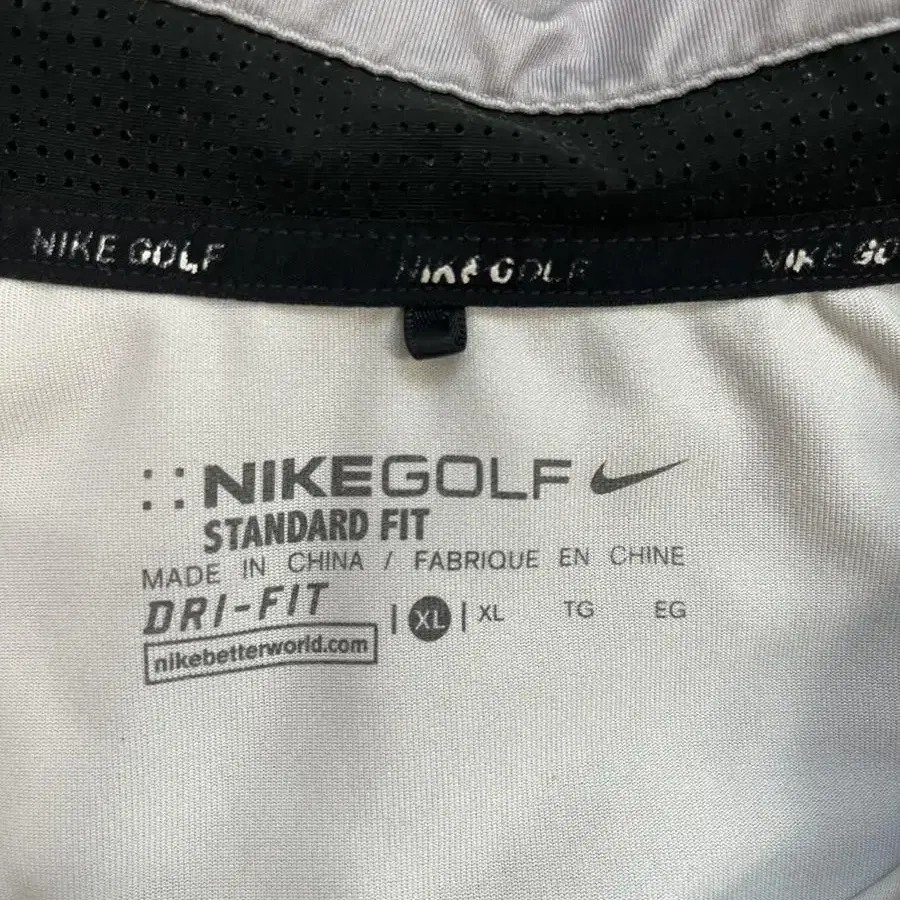 NIKE GOLF NIKE GOLF NIKE GO
NIKEGOLF
STANDARD FIT
MADE IN CHINA / FABRIQUE EN CHINE
DRI-FIT | XL | XL TG EG
nikebetterworld.com